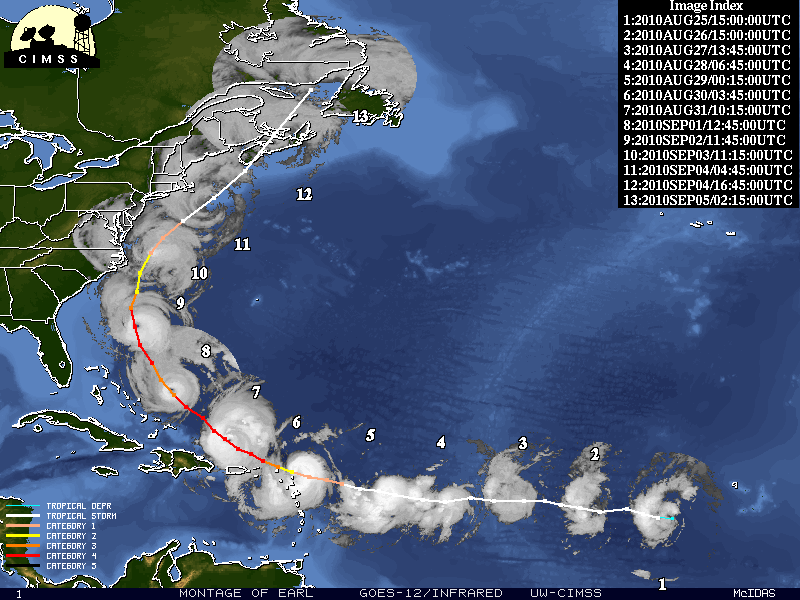 CIMSS
Image Index
1:2010AUG25/15:00:00UTC
2:2010AUG26/15:00:00UTC
3:2010AUG27/13:45:00UTC
4:2010AUG28/06:45:00UTC
5:2010AUG29/00:15:00UTC
6:2010AUG30/03:45:00UTC
7:2010AUG31/10:15:00UTC
8:2010SEP01/12:45:00UTC
9:2010SEP02/11:45:00UTC
10:2010SEP03/11:15:00UTC
11:2010SEP04/04:45:00UTC
12:2010SEP04/16:45:00UTC
13:2010SEP05/02:15:00UTC
13
12
11
10
9
8
7
6
5
4
3
2
1
TROPICAL DEPR
TROPICAL STORM
CATEGORY 1
CATEGORY 2
CATEGORY 3
CATEGORY 4
CATEGORY 5
1 MONTAGE OF EARL GOES-12/INFRARED UW-CIMSS McIDAS